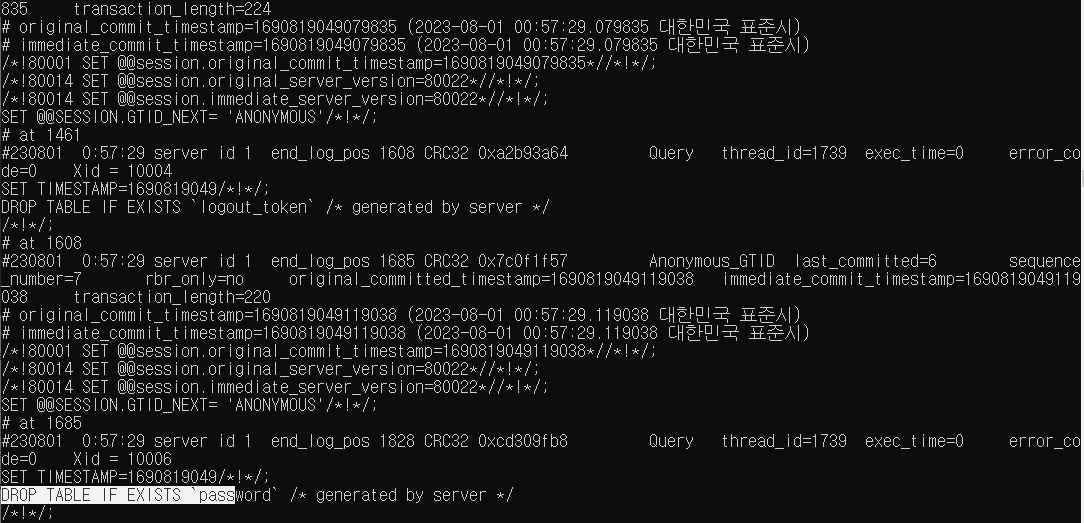 835     transaction_length=224
# original_commit_timestamp=1690819049079835 (2023-08-01 00:57:29.079835 대한민국 표준시)
# immediate_commit_timestamp=1690819049079835 (2023-08-01 00:57:29.079835 대한민국 표준시)
/*!80001 SET @@session.original_commit_timestamp=1690819049079835*//*!*/;
/*!80014 SET @@session.original_server_version=80022*//*!*/;
/*!80014 SET @@session.immediate_server_version=80022*//*!*/;
SET @@SESSION.GTID_NEXT= 'ANONYMOUS'/*!*/;
# at 1461
#230801  0:57:29 server id 1  end_log_pos 1608 CRC32 0xa2b93a64         Query   thread_id=1739  exec_time=0     error_co
de=0    Xid = 10004
SET TIMESTAMP=1690819049/*!*/;
DROP TABLE IF EXISTS `logout_token` /* generated by server */
/*!*/;
# at 1608
#230801  0:57:29 server id 1  end_log_pos 1685 CRC32 0x7c0f1f57         Anonymous_GTID  last_committed=6        sequence
_number=7       rbr_only=no     original_committed_timestamp=1690819049119038   immediate_commit_timestamp=1690819049119
038     transaction_length=220
# original_commit_timestamp=1690819049119038 (2023-08-01 00:57:29.119038 대한민국 표준시)
# immediate_commit_timestamp=1690819049119038 (2023-08-01 00:57:29.119038 대한민국 표준시)
/*!80001 SET @@session.original_commit_timestamp=1690819049119038*//*!*/;
/*!80014 SET @@session.original_server_version=80022*//*!*/;
/*!80014 SET @@session.immediate_server_version=80022*//*!*/;
SET @@SESSION.GTID_NEXT= 'ANONYMOUS'/*!*/;
# at 1685
#230801  0:57:29 server id 1  end_log_pos 1828 CRC32 0xcd309fb8         Query   thread_id=1739  exec_time=0     error_co
de=0    Xid = 10006
SET TIMESTAMP=1690819049/*!*/;
DROP TABLE IF EXISTS `password` /* generated by server */
/*!*/;